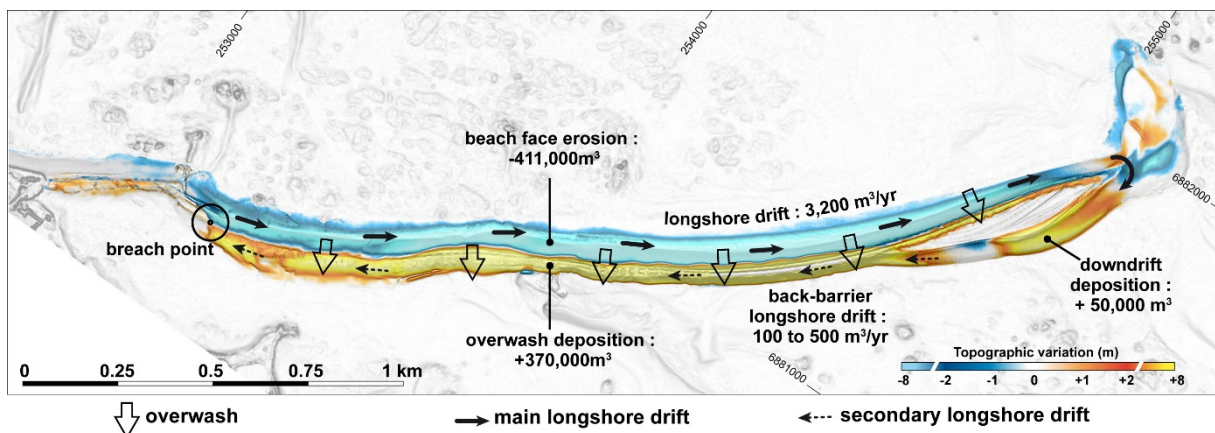 253000
254000
255000
beach face erosion :
-411,000m³
6882000
longshore drift : 3,200 m³/yr
breach point
downdrift
deposition :
+ 50,000 m³
back-barrier
longshore drift :
100 to 500 m³/yr
overwash deposition :
+370,000m³
6881000
Topographic variation (m)
-8 -2 -1 0 +1 +2 +8
0 0.25 0.5 0.75 1 km
overwash
main longshore drift
secondary longshore drift